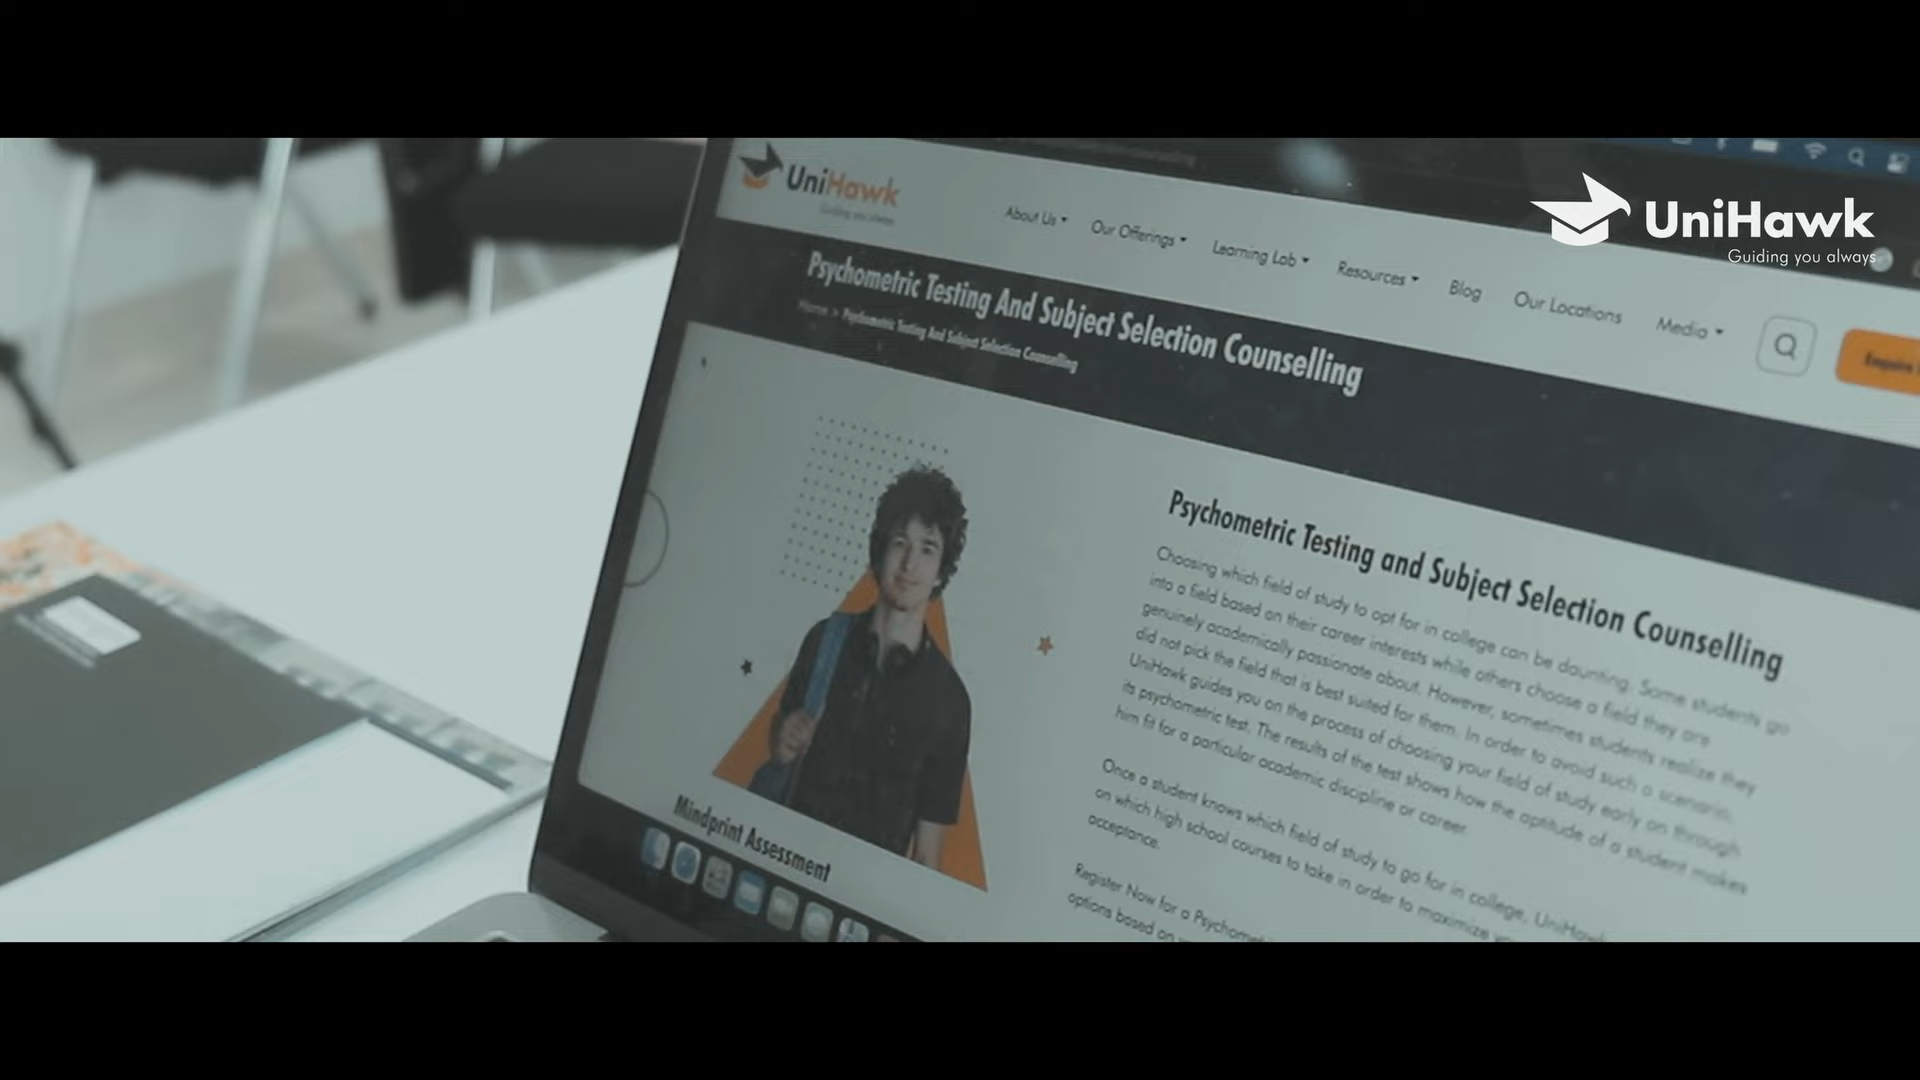 UniHawk
Guiding you always
About Us
Our Offerings
Learning Lab
Resources
Blog
Our Locations
Media
Enquire
UniHawk
Guiding you always
Psychometric Testing And Subject Selection Counselling
Home > Psychometric Testing And Subject Selection Counselling
Psychometric Testing and Subject Selection Counselling
Choosing which field of study to opt for in college can be daunting. Some students go
into a field based on their career interests while others choose a field they are
genuinely academically passionate about. However, sometimes students realize they
did not pick the field that is best suited for them. In order to avoid such a scenario,
UniHawk guides you on the process of choosing your field of study early on through
its psychometric test. The results of the test shows how the aptitude of a student makes
him fit for a particular academic discipline or career.
Once a student knows which field of study to go for in college, UniHawk
on which high school courses to take in order to maximize
acceptance.
Register Now for a Psychomet
options based on
Mindprint Assessment